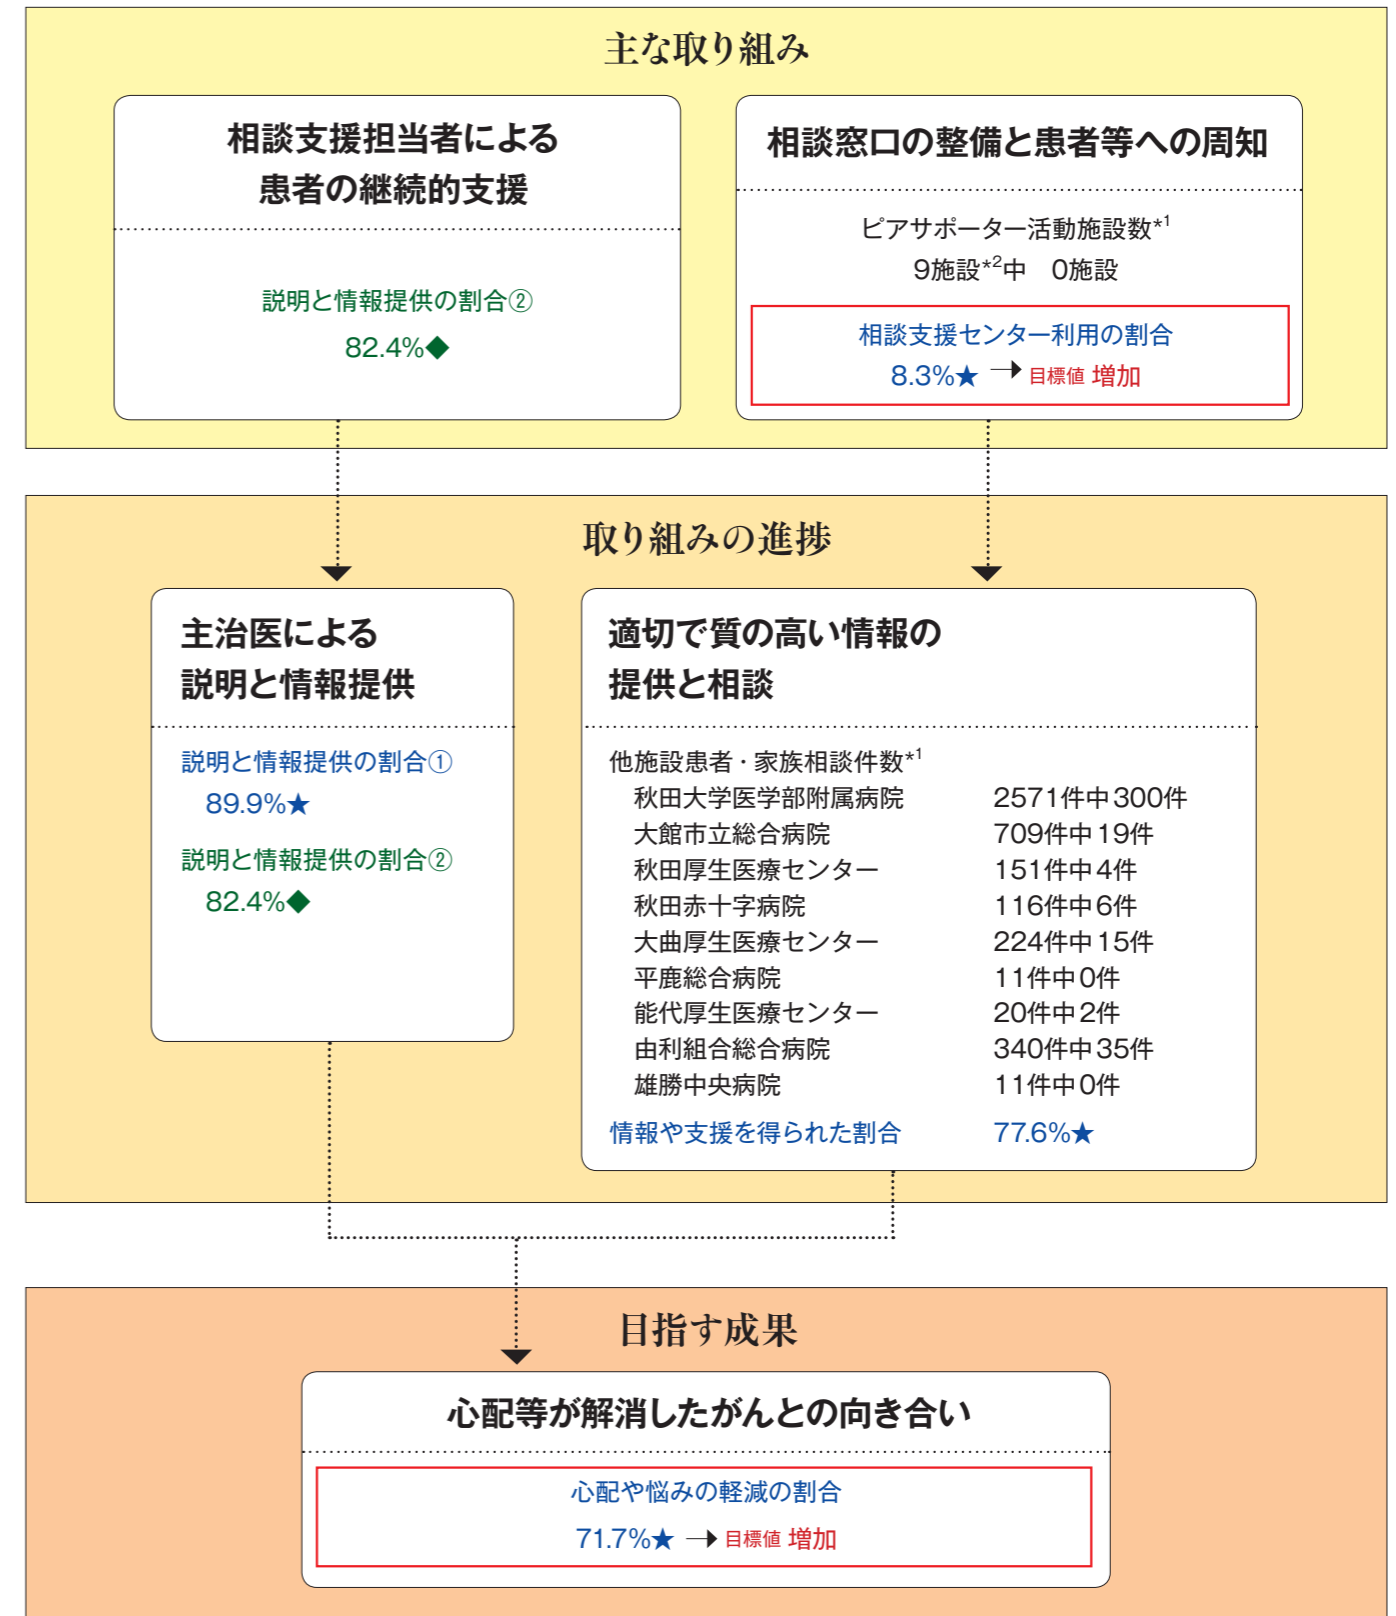 主な取り組み
相談支援担当者による
患者の継続的支援
説明と情報提供の割合②
82.4%◆
相談窓口の整備と患者等への周知
ピアサポーター活動施設数*1
9施設*2中 0施設
相談支援センター利用の割合
8.3%★ → 目標値 増加
取り組みの進捗
主治医による
説明と情報提供
説明と情報提供の割合①
89.9%★
説明と情報提供の割合②
82.4%◆
適切で質の高い情報の
提供と相談
他施設患者・家族相談件数*1
秋田大学医学部附属病院 2571件中300件
大館市立総合病院 709件中19件
秋田厚生医療センター 151件中4件
秋田赤十字病院 116件中6件
大曲厚生医療センター 224件中15件
平鹿総合病院 11件中0件
能代厚生医療センター 20件中2件
由利組合総合病院 340件中35件
雄勝中央病院 11件中0件
情報や支援を得られた割合 77.6%★
目指す成果
心配等が解消したがんとの向き合い
心配や悩みの軽減の割合
71.7%★ → 目標値 増加